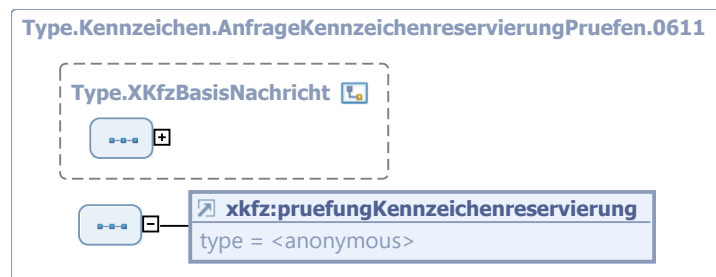 Type.Kennzeichen.AnfrageKennzeichenreservierungPruefen.0611
Type.XKfzBasisNachricht
xkfz:pruefungKennzeichenreservierung
type = <anonymous>